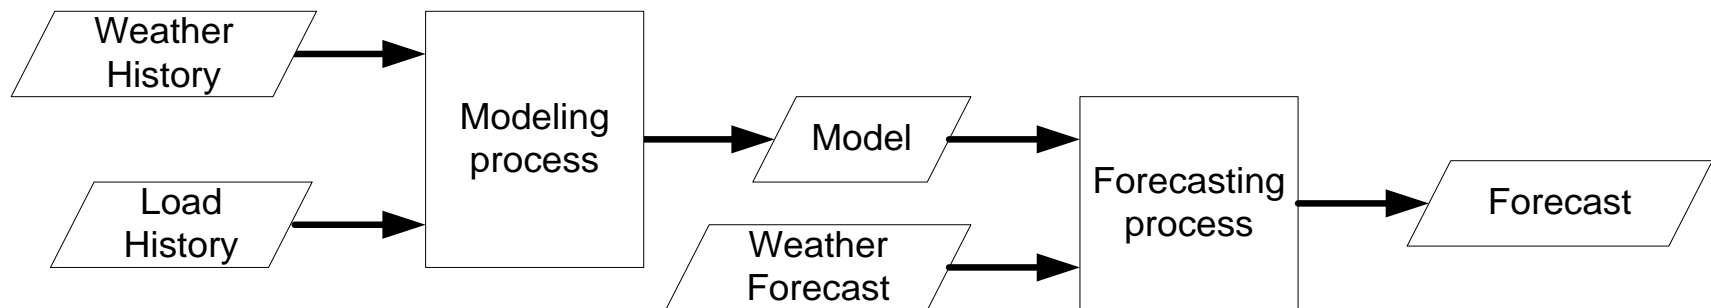 Weather
History
Modeling
process
Load
History
Model
Weather
Forecast
Forecasting
process
Forecast